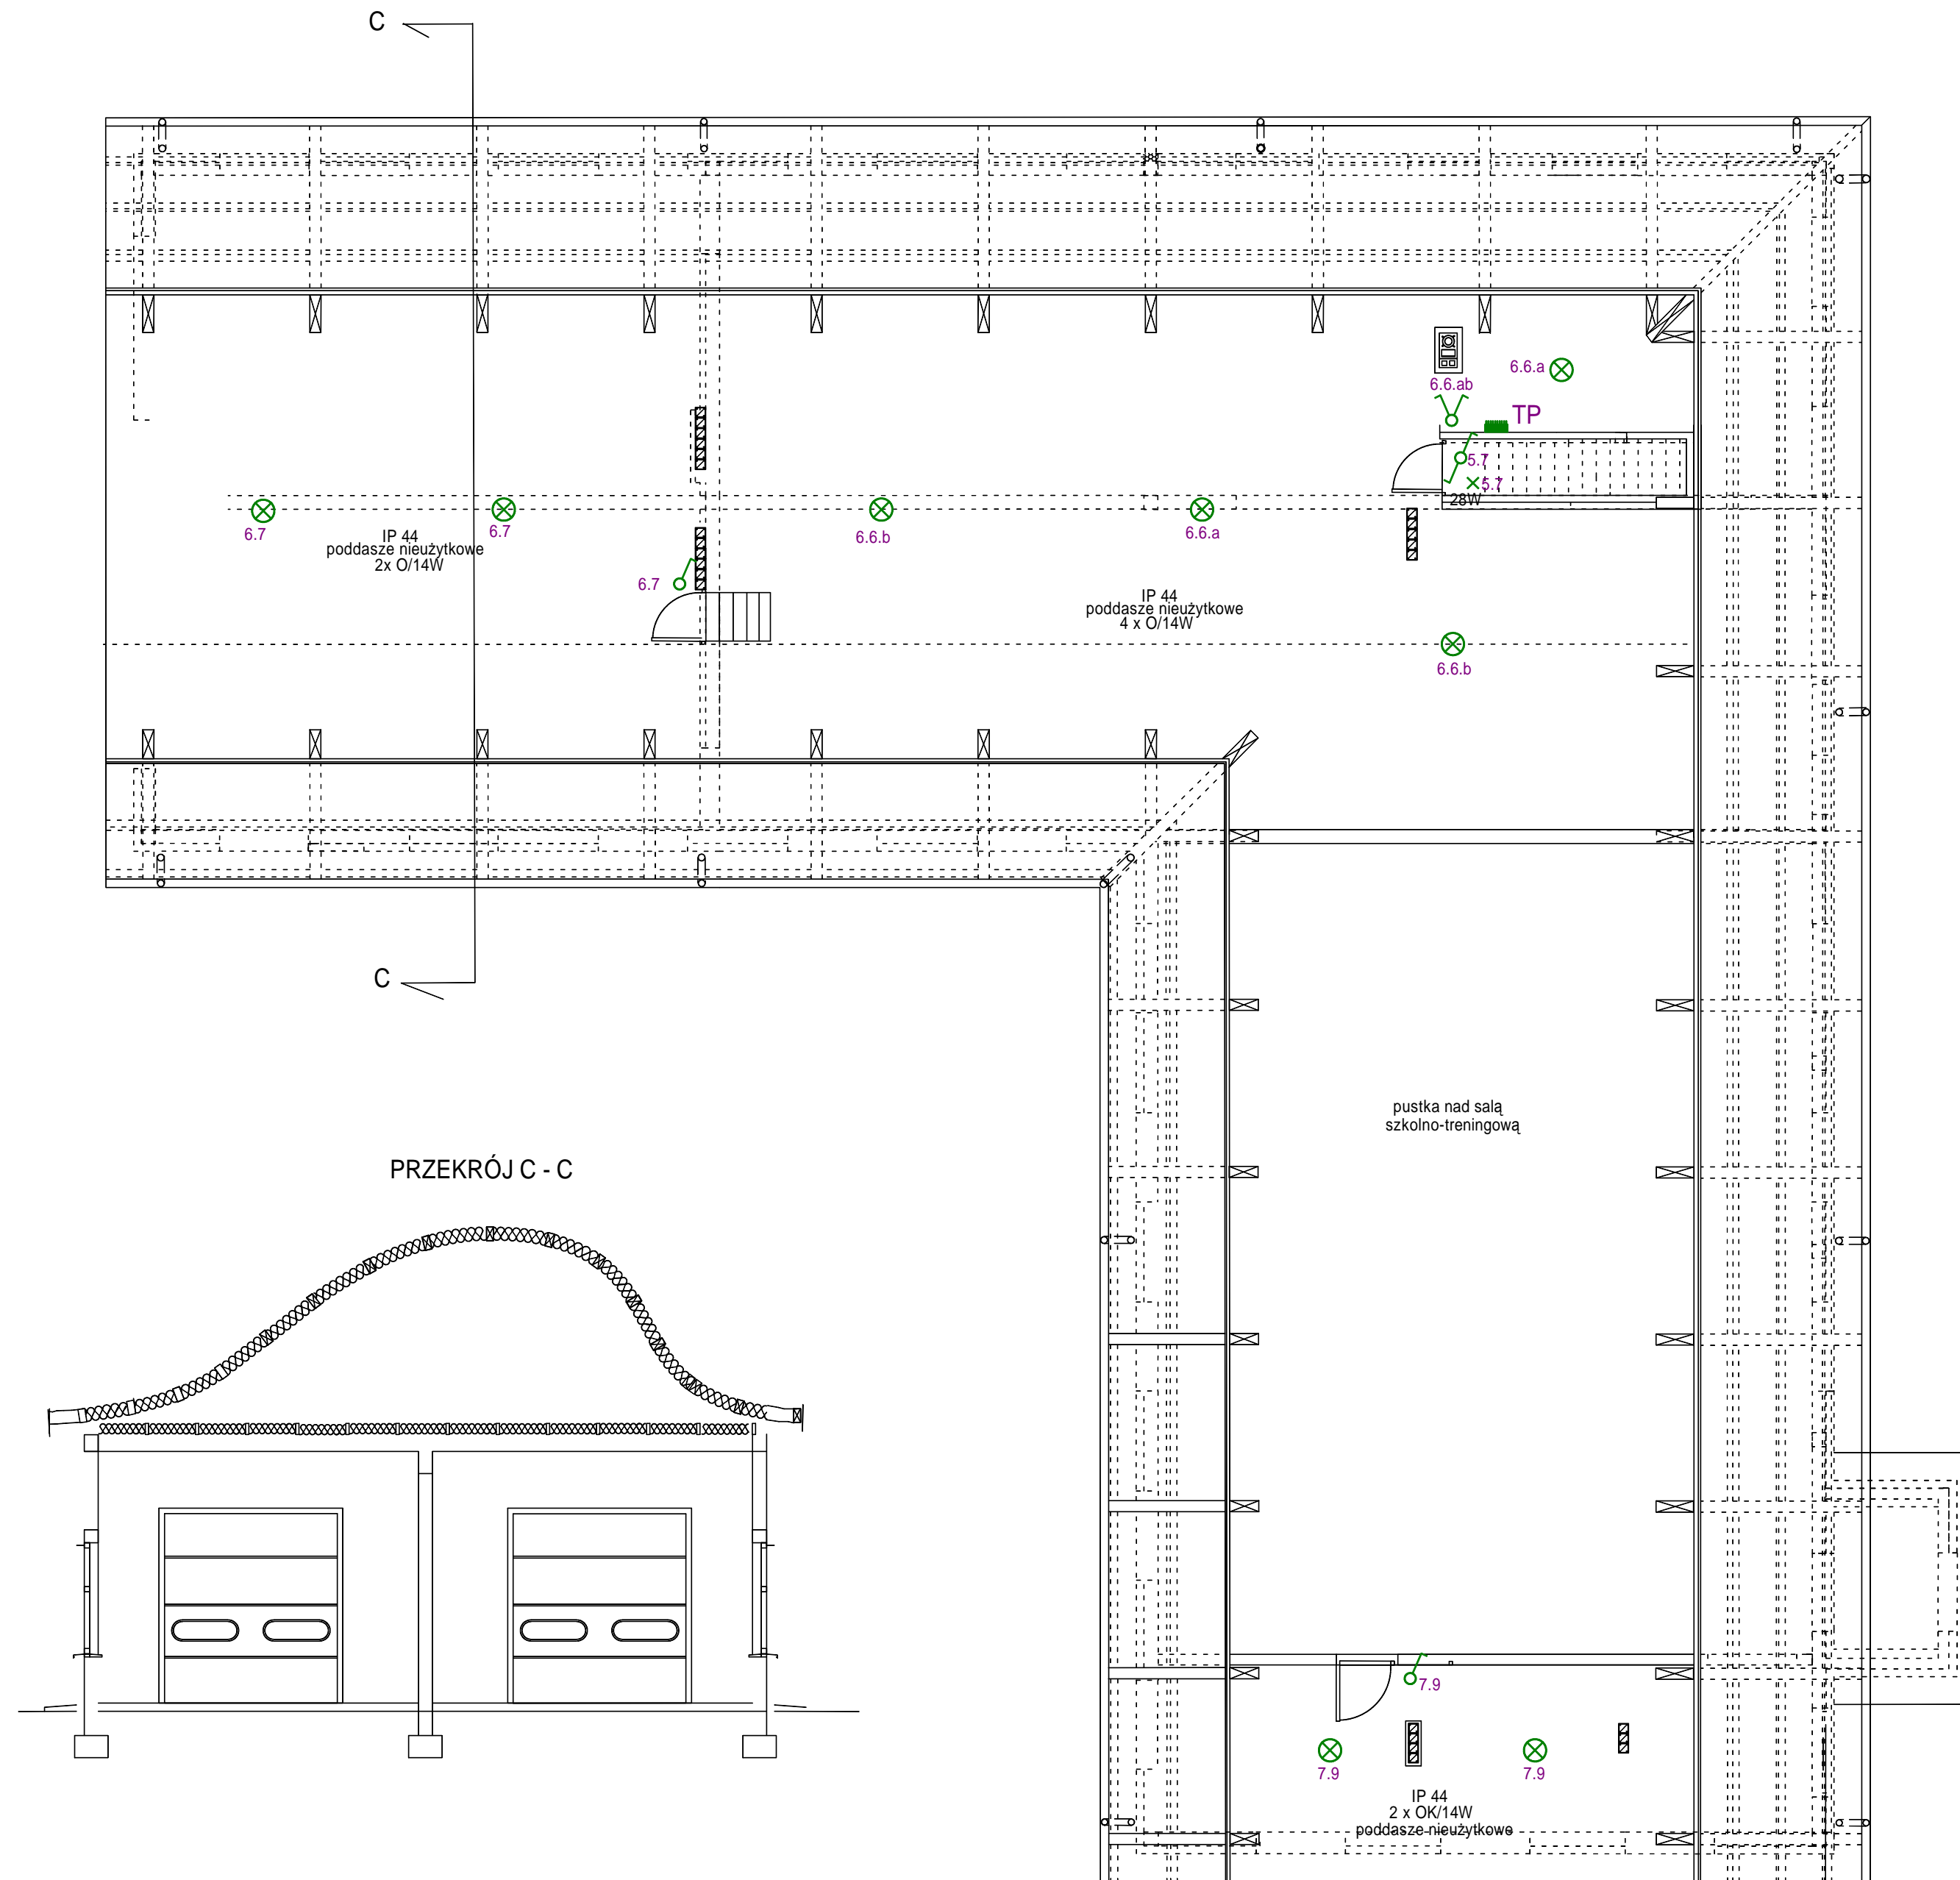 C
6.6.a
6.6.ab
TP
5.7
5.7
28W
6.7
6.7
6.6.b
6.6.a
IP 44
poddasze nieużytkowe
2x O/14W
6.7
IP 44
poddasze nieużytkowe
4 x O/14W
6.6.b
C
pustka nad salą
szkolno-treningową
PRZEKRÓJ C - C
7.9
7.9
7.9
IP 44
2 x OK/14W
poddasze nieużytkowe